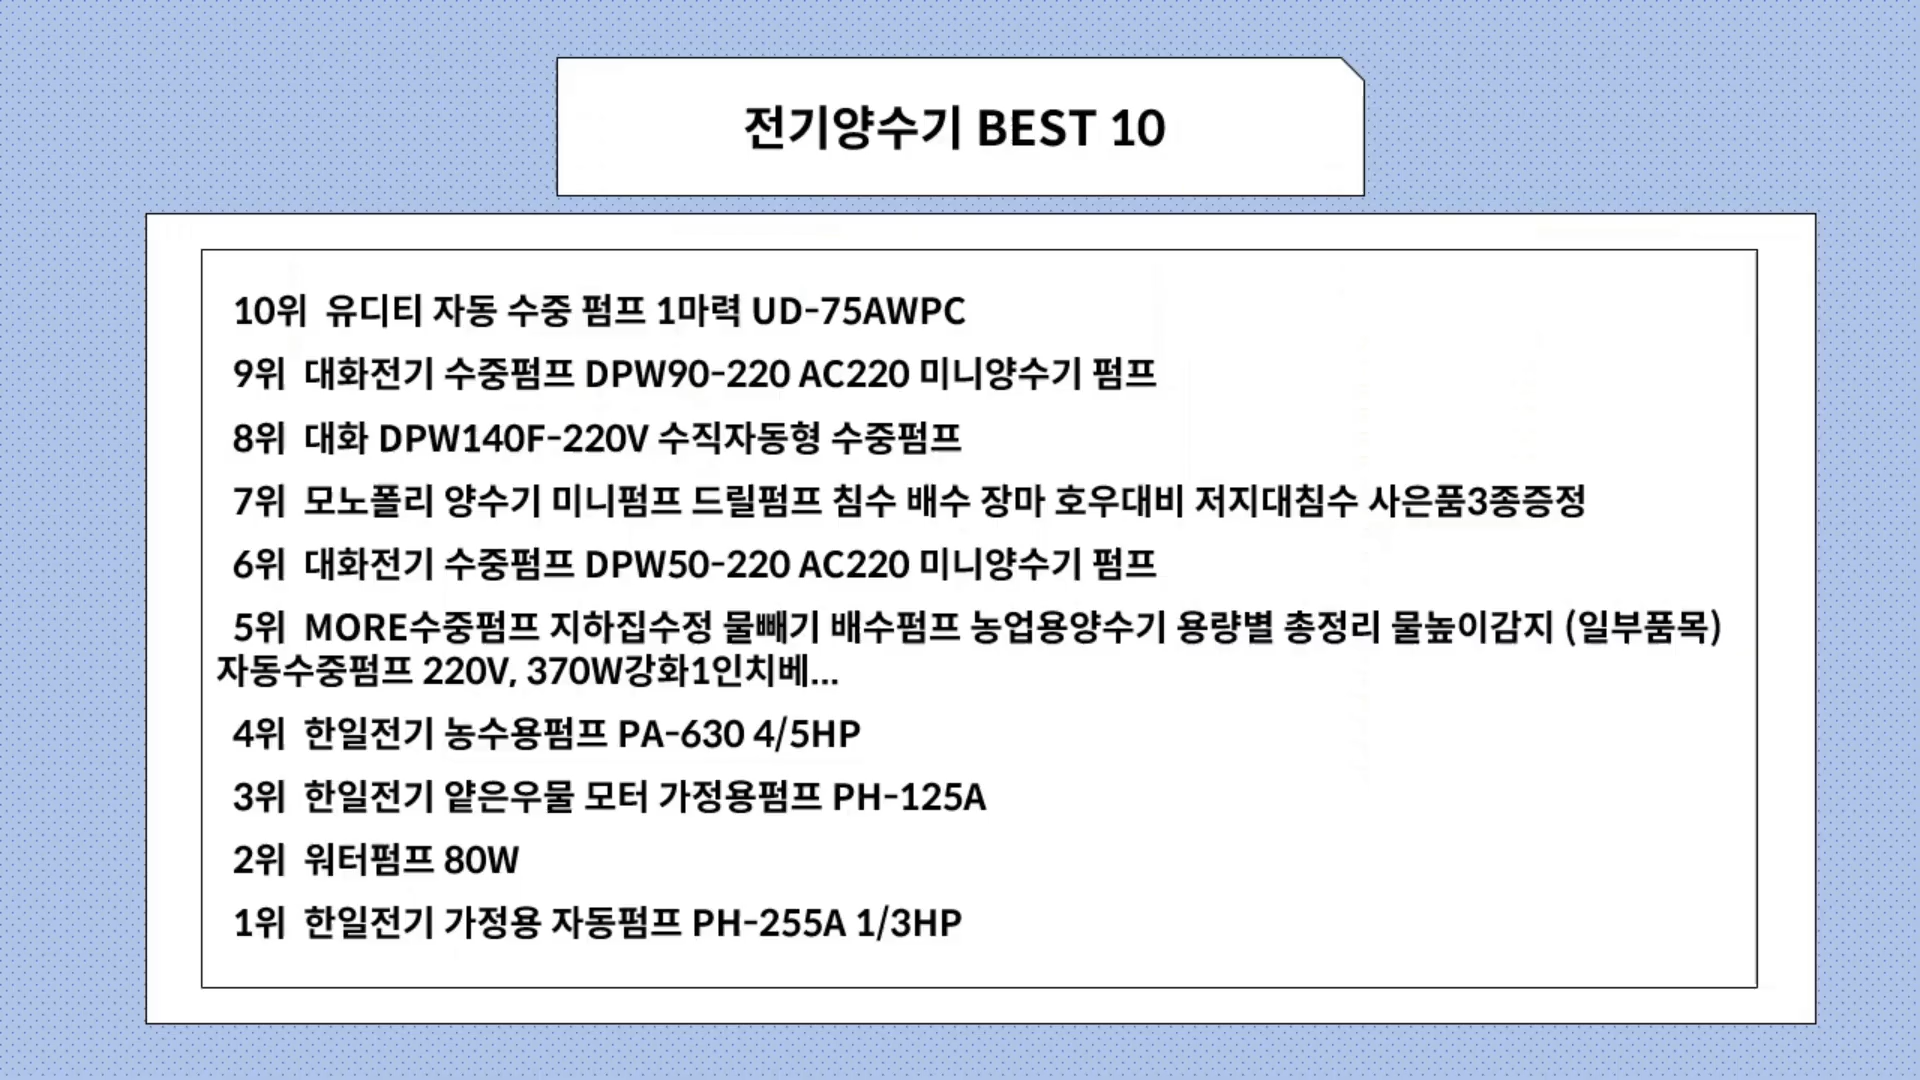 전기양수기 BEST 10
10위 유디티 자동 수중 펌프 1마력 UD-75AWPC
9위 대화전기 수중펌프 DPW90-220 AC220 미니양수기 펌프
8위 대화 DPW140F-220V 수직자동형 수중펌프
7위 모노폴리 양수기 미니펌프 드릴펌프 침수 배수 장마 호우대비 저지대침수 사은품3종증정
6위 대화전기 수중펌프 DPW50-220 AC220 미니양수기 펌프
5위 MORE수중펌프 지하집수정 물빼기 배수펌프 농업용양수기 용량별 총정리 물높이감지 (일부품목)
자동수중펌프 220V, 370W강화1인치베...
4위 한일전기 농수용펌프 PA-630 4/5HP
3위 한일전기 얕은우물 모터 가정용펌프 PH-125A
2위 워터펌프 80W
1위 한일전기 가정용 자동펌프 PH-255A 1/3HP